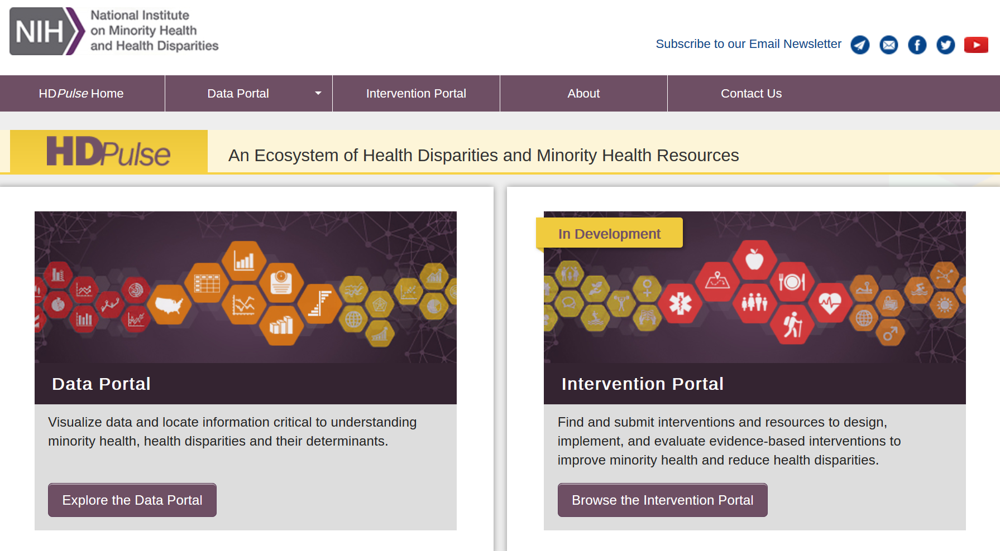 NIH
National Institute
on Minority Health
and Health Disparities
Subscribe to our Email Newsletter
HDPulse Home
Data Portal
Intervention Portal
About
Contact Us
HDPulse
An Ecosystem of Health Disparities and Minority Health Resources
Data Portal
Visualize data and locate information critical to understanding
minority health, health disparities and their determinants.
Explore the Data Portal
In Development
Intervention Portal
Find and submit interventions and resources to design,
implement, and evaluate evidence-based interventions to
improve minority health and reduce health disparities.
Browse the Intervention Portal